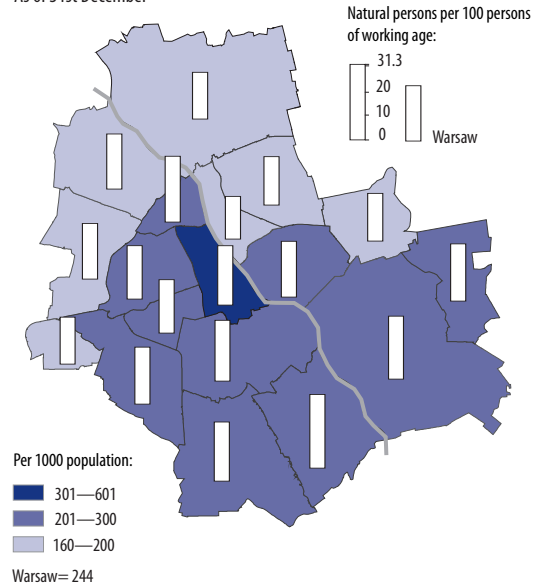 As of 31st December
Natural persons per 100 persons
of working age:
31.3
20
10
0
Warsaw
Per 1000 population:
301—601
201—300
160—200
Warsaw= 244